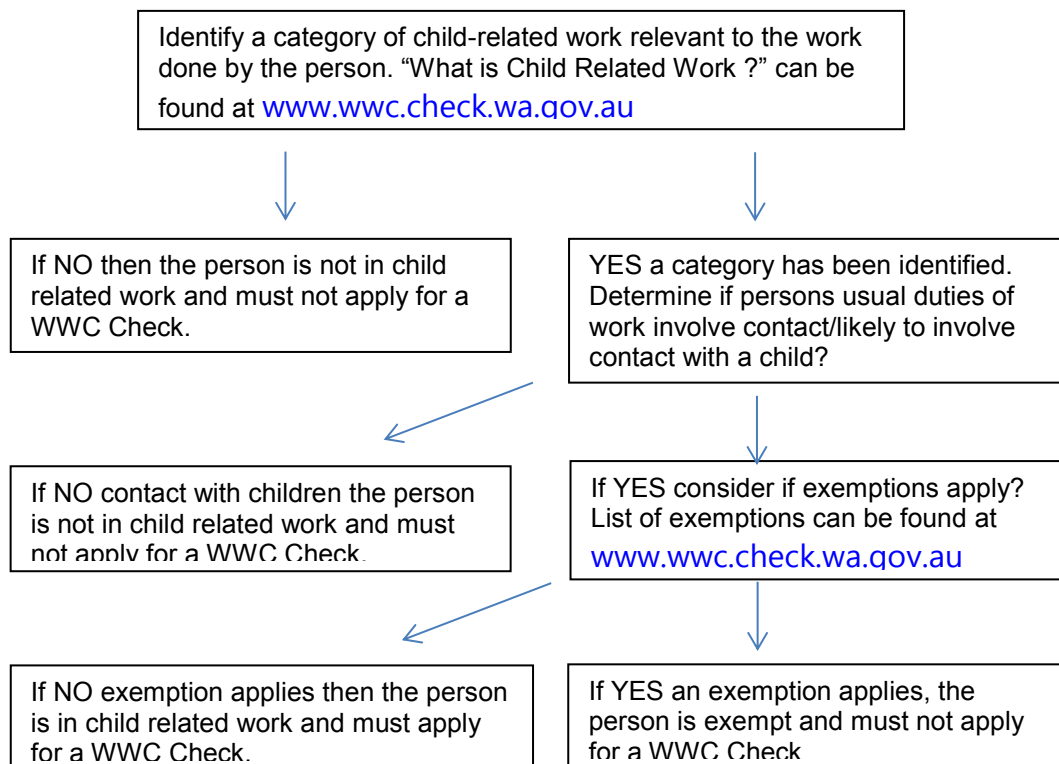 Identify a category of child-related work relevant to the work
done by the person. “What is Child Related Work ?” can be
found at www.wwc.check.wa.gov.au
If NO then the person is not in child
related work and must not apply for a
WWC Check.
YES a category has been identified.
Determine if persons usual duties of
work involve contact/likely to involve
contact with a child?
If NO contact with children the person
is not in child related work and must
not apply for a WWC Check.
If YES consider if exemptions apply?
List of exemptions can be found at
www.wwc.check.wa.gov.au
If NO exemption applies then the person
is in child related work and must apply
for a WWC Check.
If YES an exemption applies, the
person is exempt and must not apply
for a WWC Check